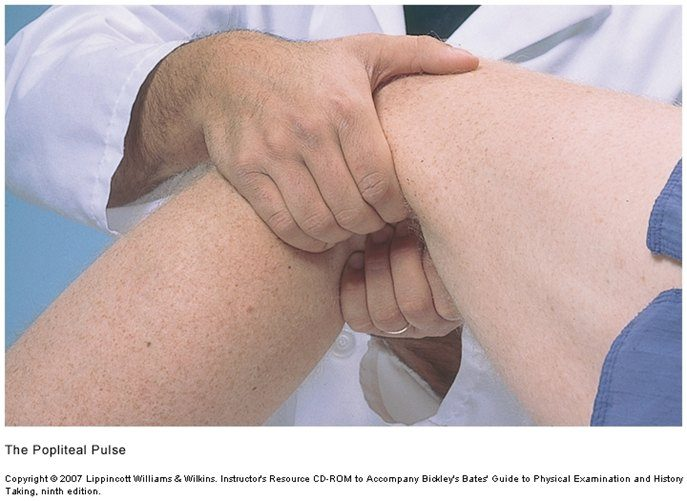 The Popliteal Pulse
Copyright © 2007 Lippincott Williams & Wilkins. Instructor's Resource CD-ROM to Accompany Bickley's Bates' Guide to Physical Examination and History
Taking, ninth edition.